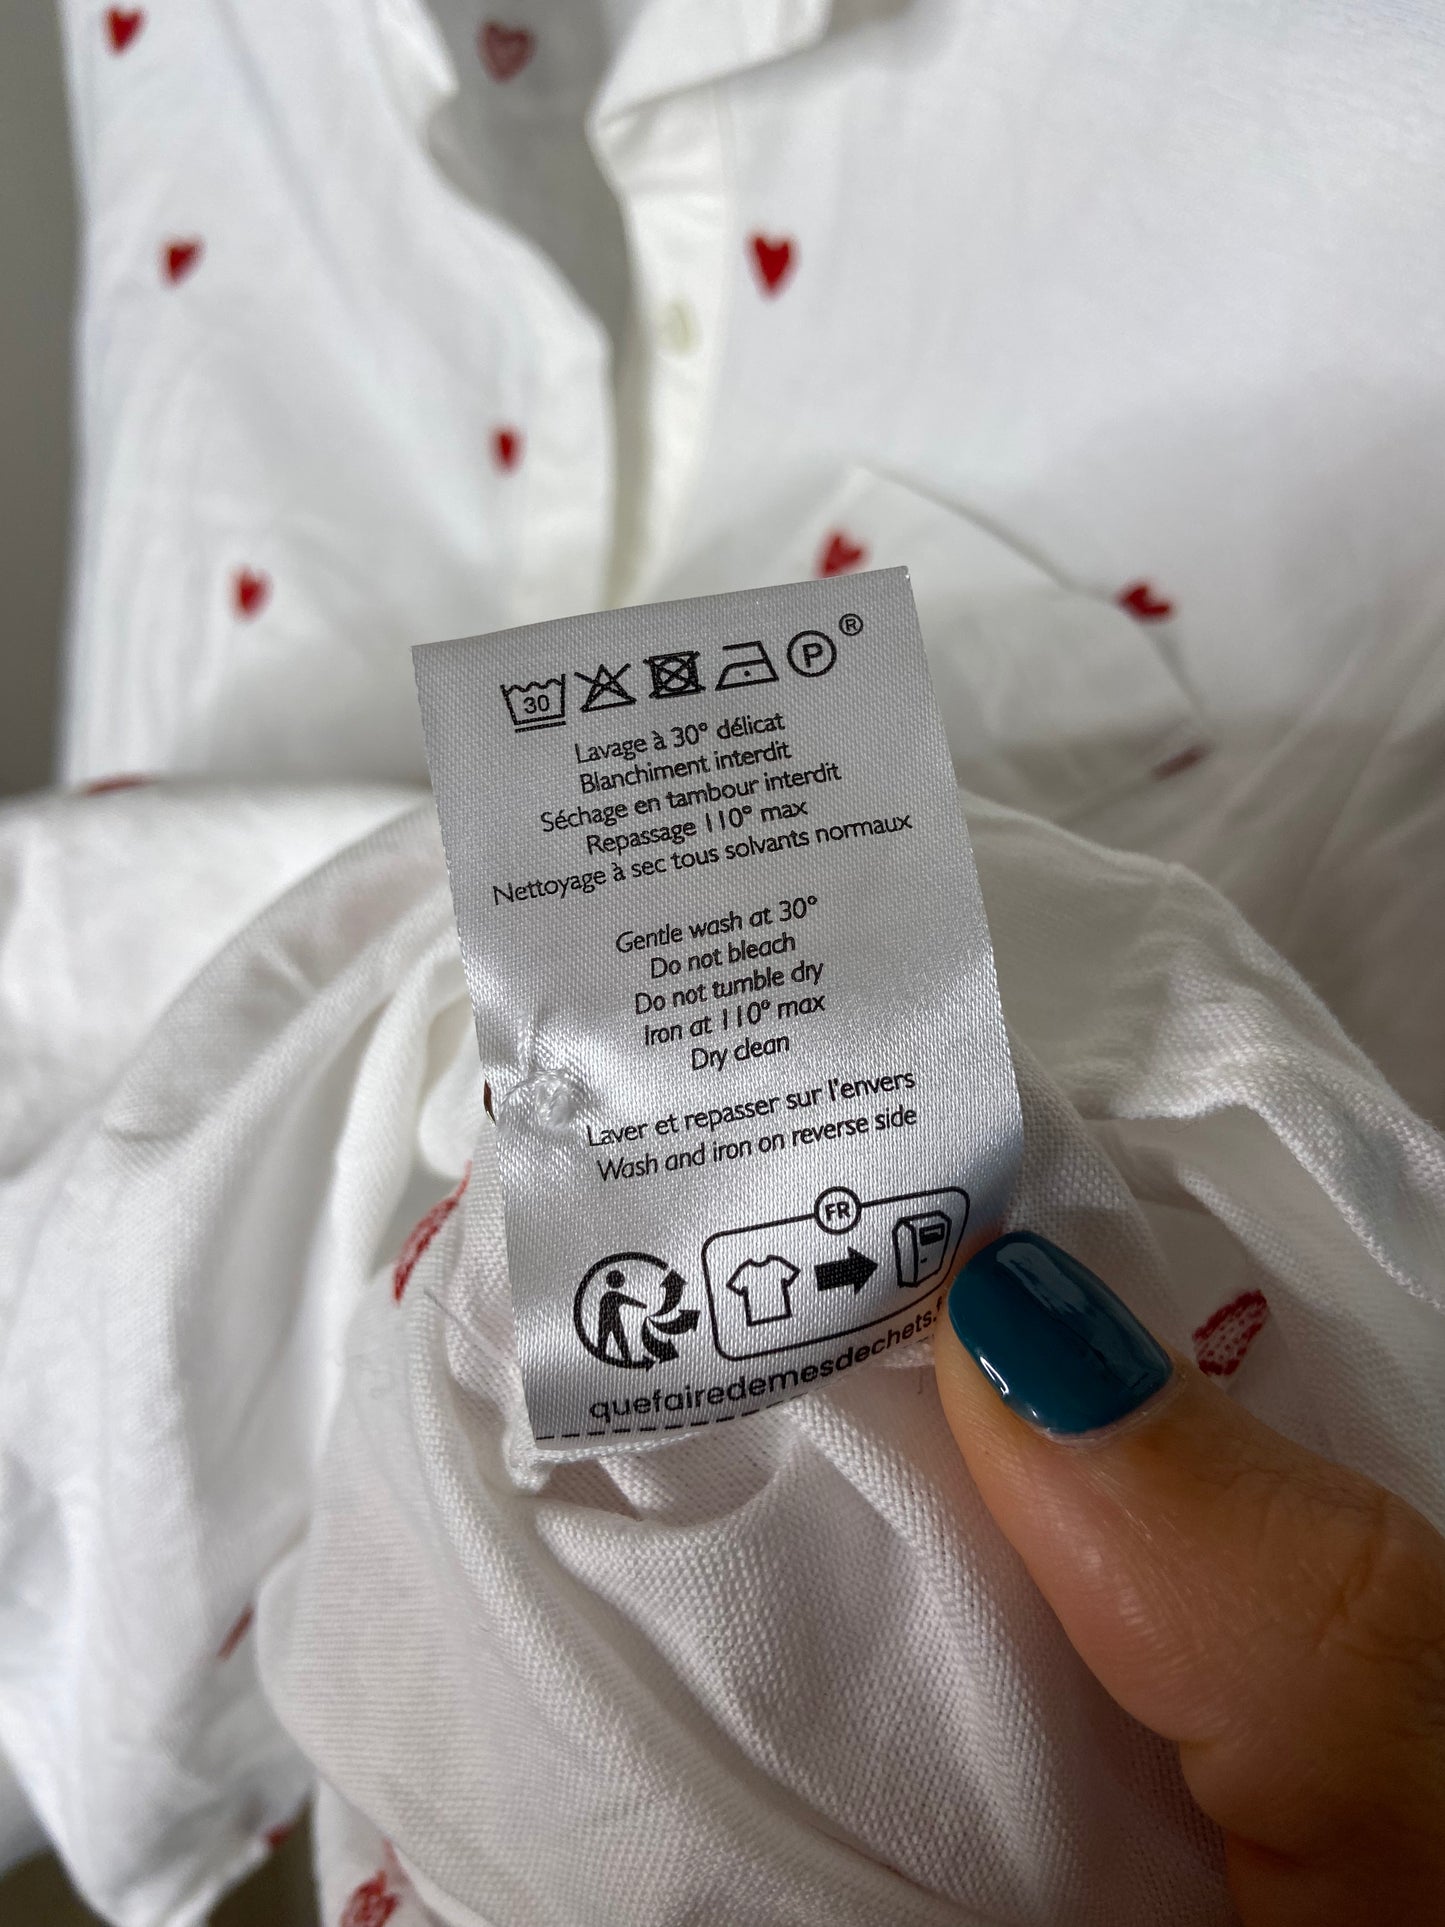 30 P ®
Lavage à 30° délicat
Blanchiment interdit
Séchage en tambour interdit
Repassage 110° max
Nettoyage à sec tous solvants normaux
Gentle wash at 30°
Do not bleach
Do not tumble dry
Iron at 110° max
Dry clean
Laver et repasser sur l'envers
Wash and iron on reverse side
FR
quefairedemesdechets.